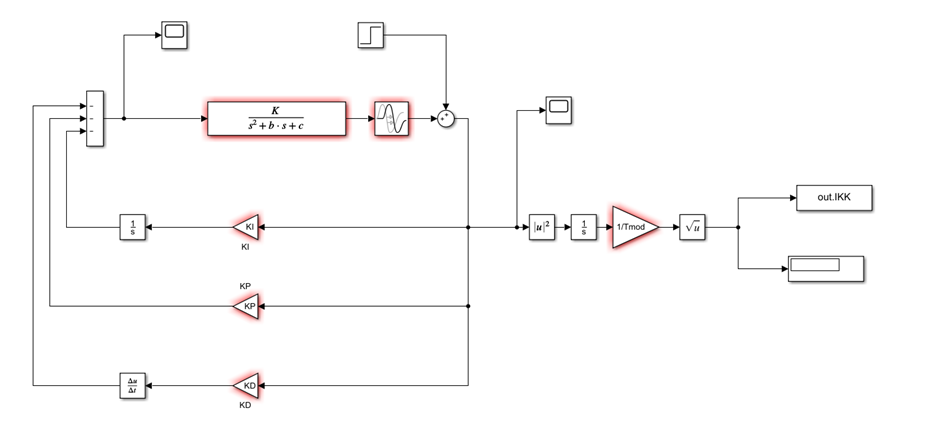 K
s² + b · s + c
out.IKK
1
s
KI
KI
|u|²
1
s
1/Tmod
√u
KP
KP
Δu
Δt
KD
KD